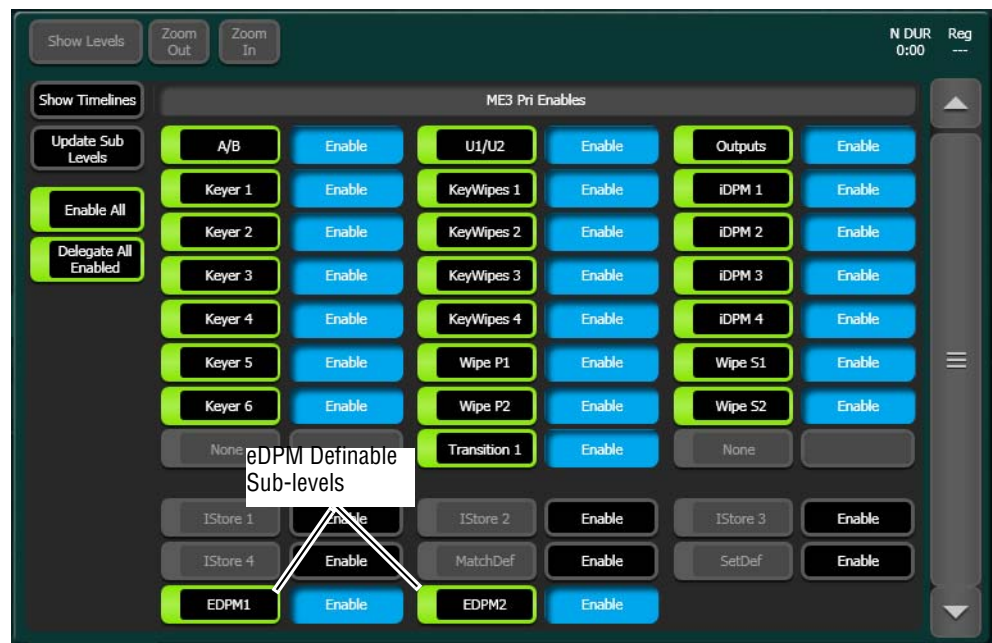 Show Levels
Zoom Out
Zoom In
N DUR 0:00
Reg ---
Show Timelines
ME3 Pri Enables
Update Sub Levels
Enable All
Delegate All Enabled
A/B Enable U1/U2 Enable Outputs Enable
Keyer 1 Enable KeyWipes 1 Enable iDPM 1 Enable
Keyer 2 Enable KeyWipes 2 Enable iDPM 2 Enable
Keyer 3 Enable KeyWipes 3 Enable iDPM 3 Enable
Keyer 4 Enable KeyWipes 4 Enable iDPM 4 Enable
Keyer 5 Enable Wipe P1 Enable Wipe S1 Enable
Keyer 6 Enable Wipe P2 Enable Wipe S2 Enable
None Transition 1 Enable None
eDPM Definable
Sub-levels
IStore 1 Enable IStore 2 Enable IStore 3 Enable
IStore 4 Enable MatchDef Enable SetDef Enable
EDPM1 Enable EDPM2 Enable